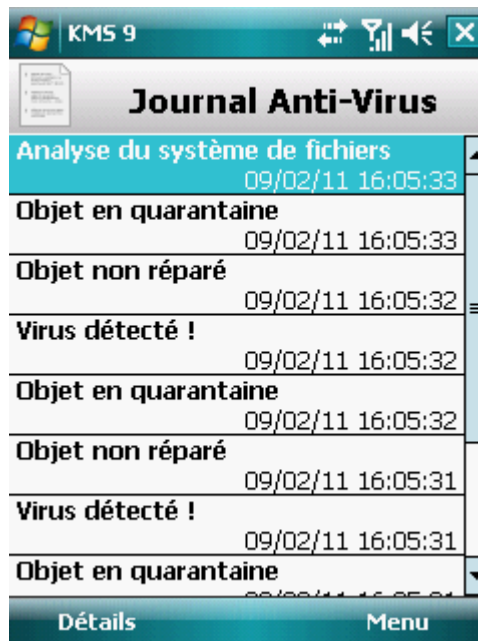 KMS 9
Journal Anti-Virus
Analyse du système de fichiers
09/02/11 16:05:33
Objet en quarantaine
09/02/11 16:05:33
Objet non réparé
09/02/11 16:05:32
Virus détecté !
09/02/11 16:05:32
Objet en quarantaine
09/02/11 16:05:32
Objet non réparé
09/02/11 16:05:31
Virus détecté !
09/02/11 16:05:31
Objet en quarantaine
Détails Menu